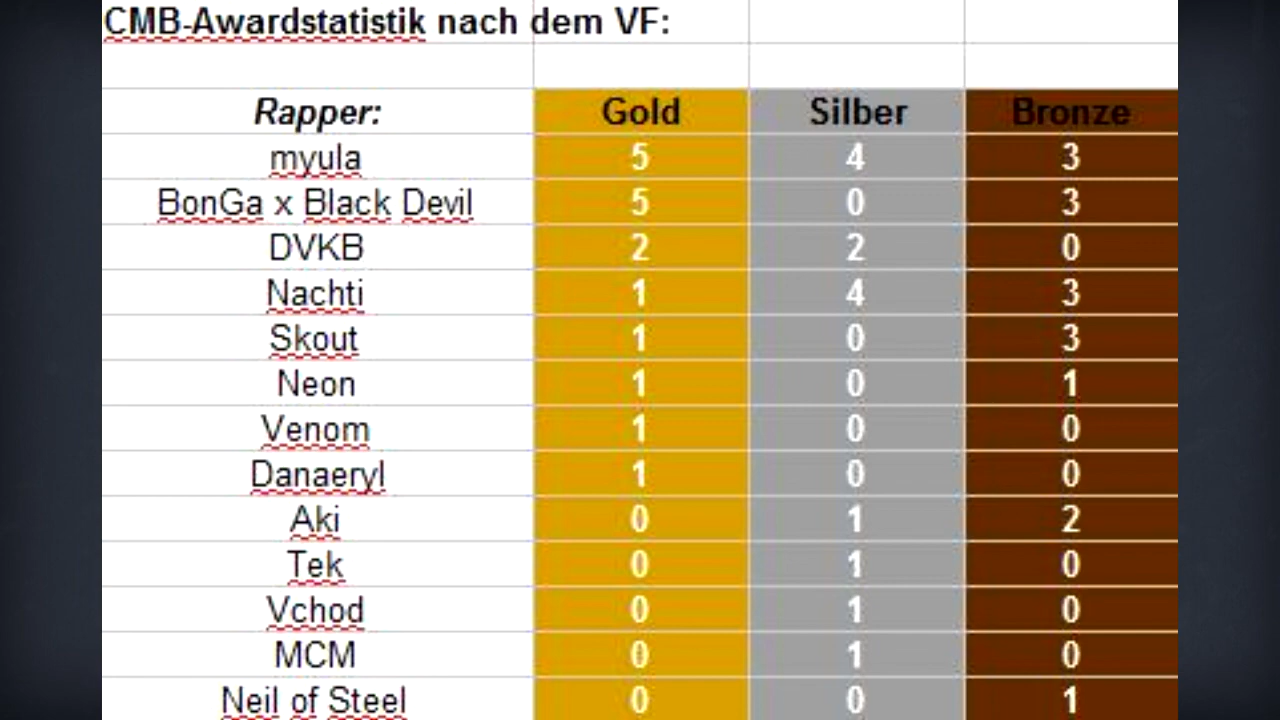 CMB-Awardstatistik nach dem VF:
Rapper: Gold Silber Bronze
myula 5 4 3
BonGa x Black Devil 5 0 3
DVKB 2 2 0
Nachti 1 4 3
Skout 1 0 3
Neon 1 0 1
Venom 1 0 0
Danaeryl 1 0 0
Aki 0 1 2
Tek 0 1 0
Vchod 0 1 0
MCM 0 1 0
Neil of Steel 0 0 1